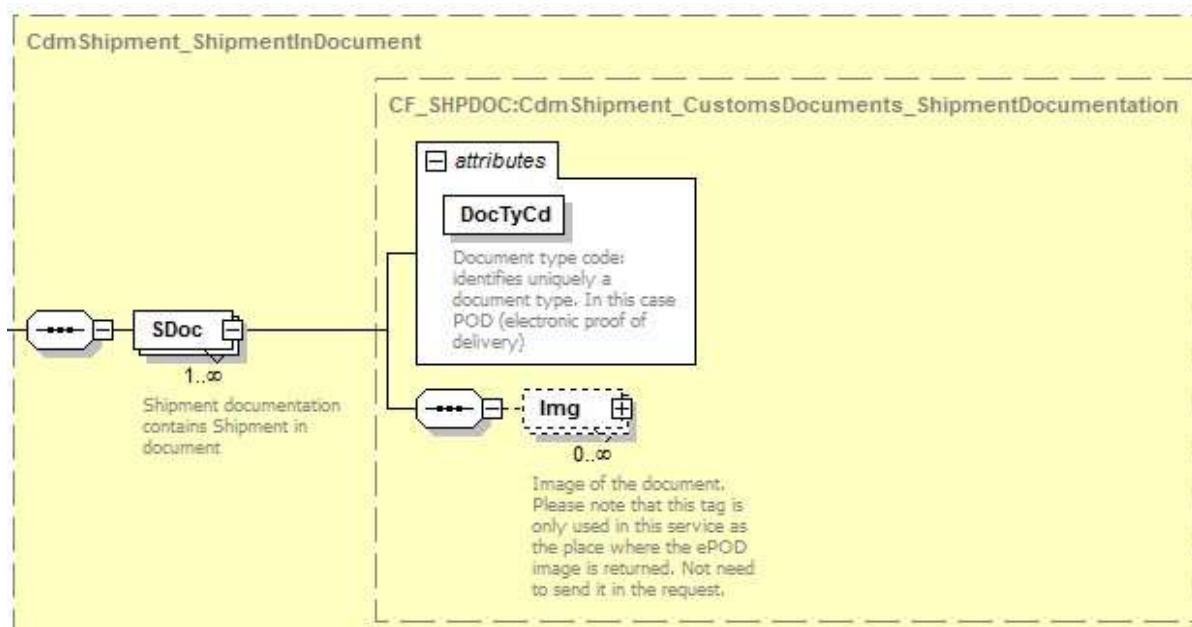 CdmShipment_ShipmentInDocument
CF_SHPDOC:CdmShipment_CustomsDocuments_ShipmentDocumentation
attributes
DocTyCd
Document type code:
identifies uniquely a
document type. In this case
POD (electronic proof of
delivery)
SDoc
1..∞
Shipment documentation
contains Shipment in
document
Img
0..∞
Image of the document.
Please note that this tag is
only used in this service as
the place where the ePOD
image is returned. Not need
to send it in the request.